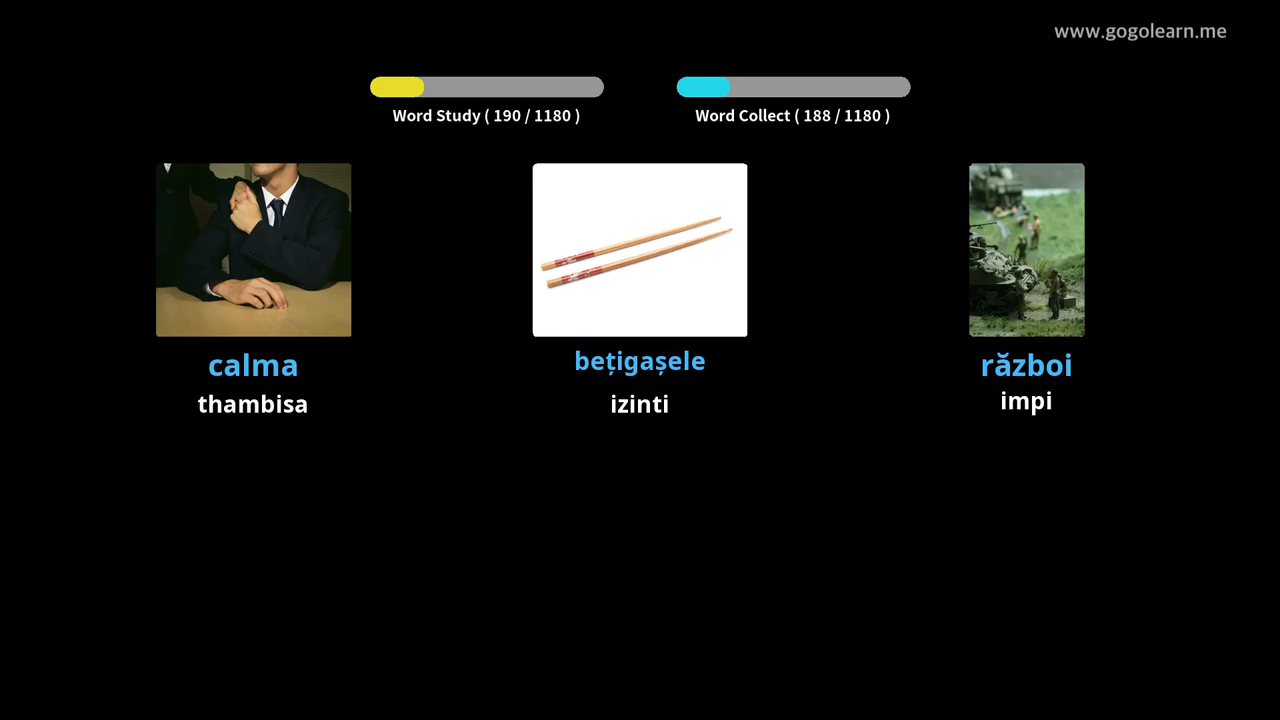 www.gogolearn.me
Word Study ( 190 / 1180 )
Word Collect ( 188 / 1180 )
calma
bețigașele
război
thambisa
izinti
impi